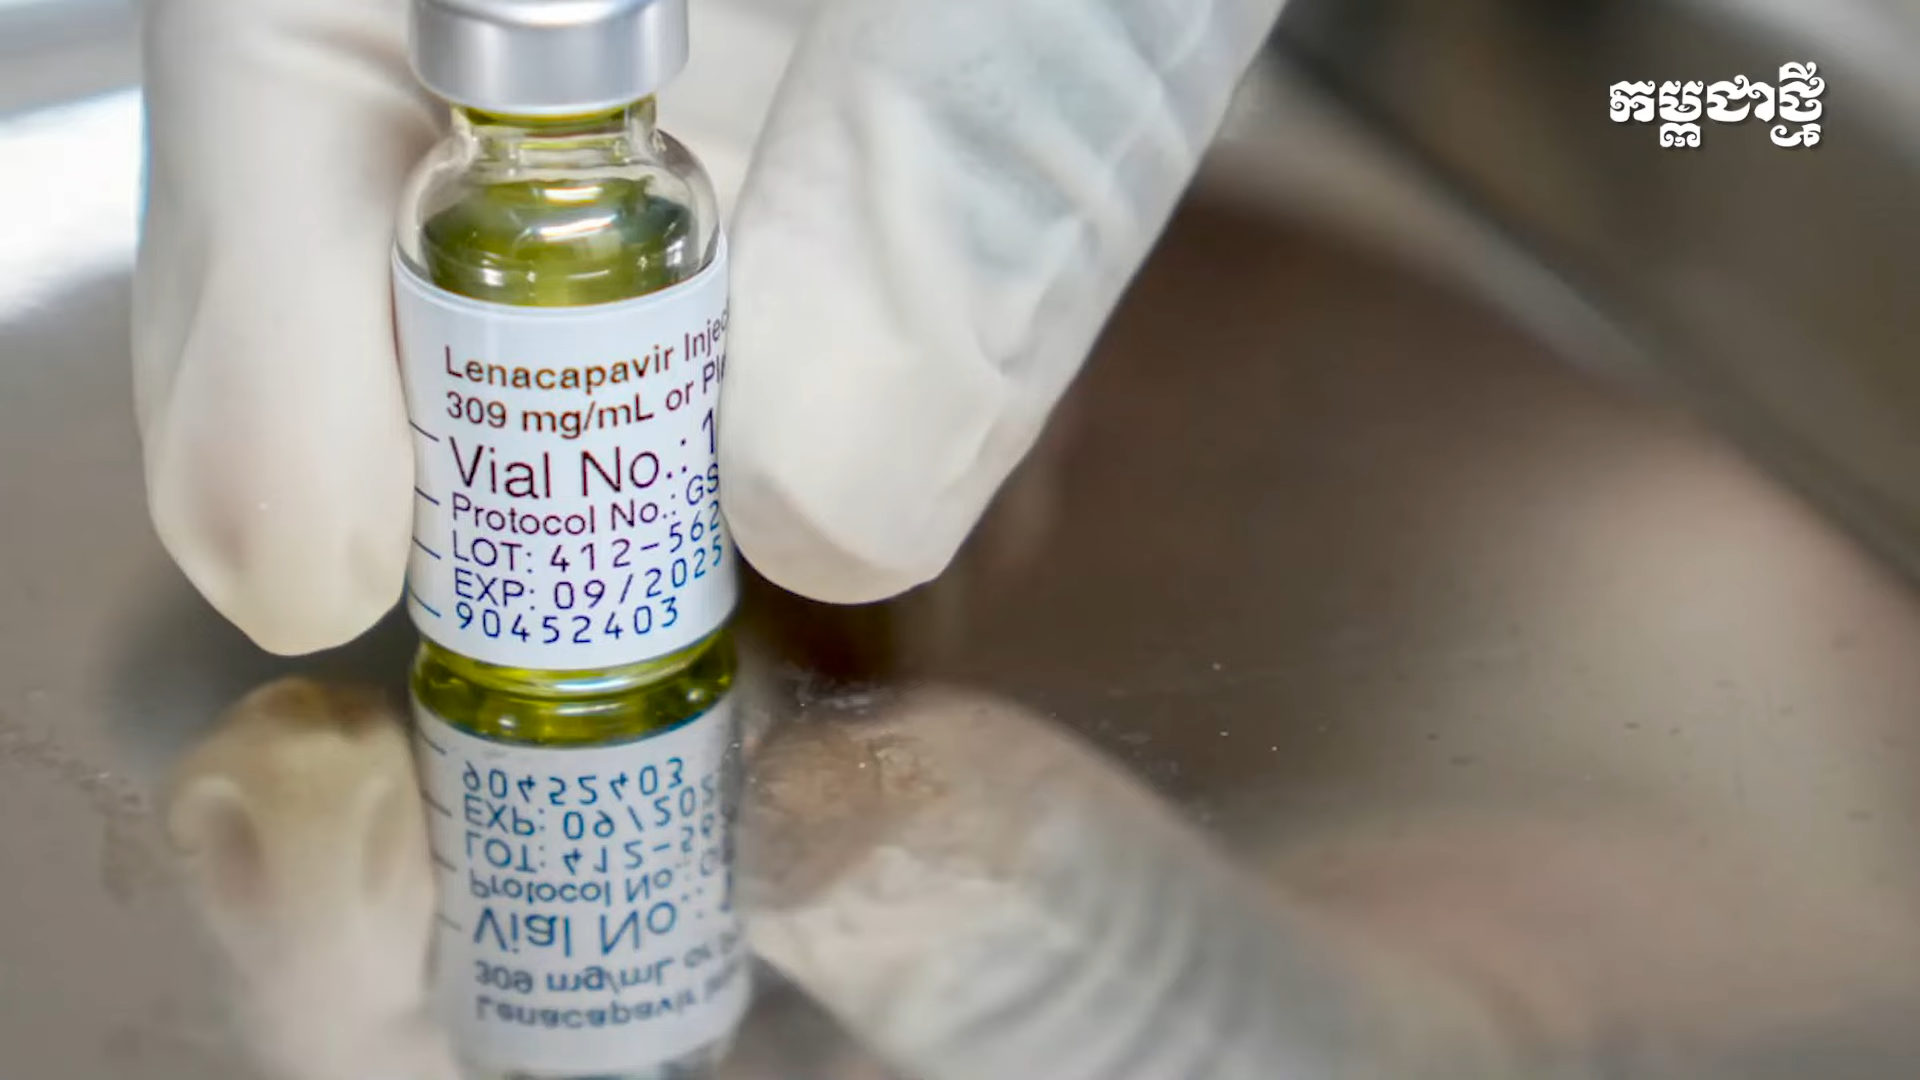 កម្ពុជាថ្មី
Lenacapavir
309 mg/mL or
Vial No.: 1
Protocol No.: GS
LOT: 412-562
EXP: 09/2025
90452403